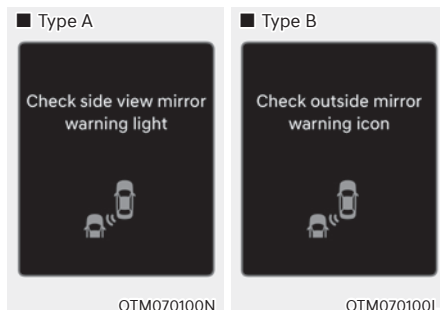 ■ Type A
Check side view mirror
warning light
OTM070100N
■ Type B
Check outside mirror
warning icon
OTM070100L